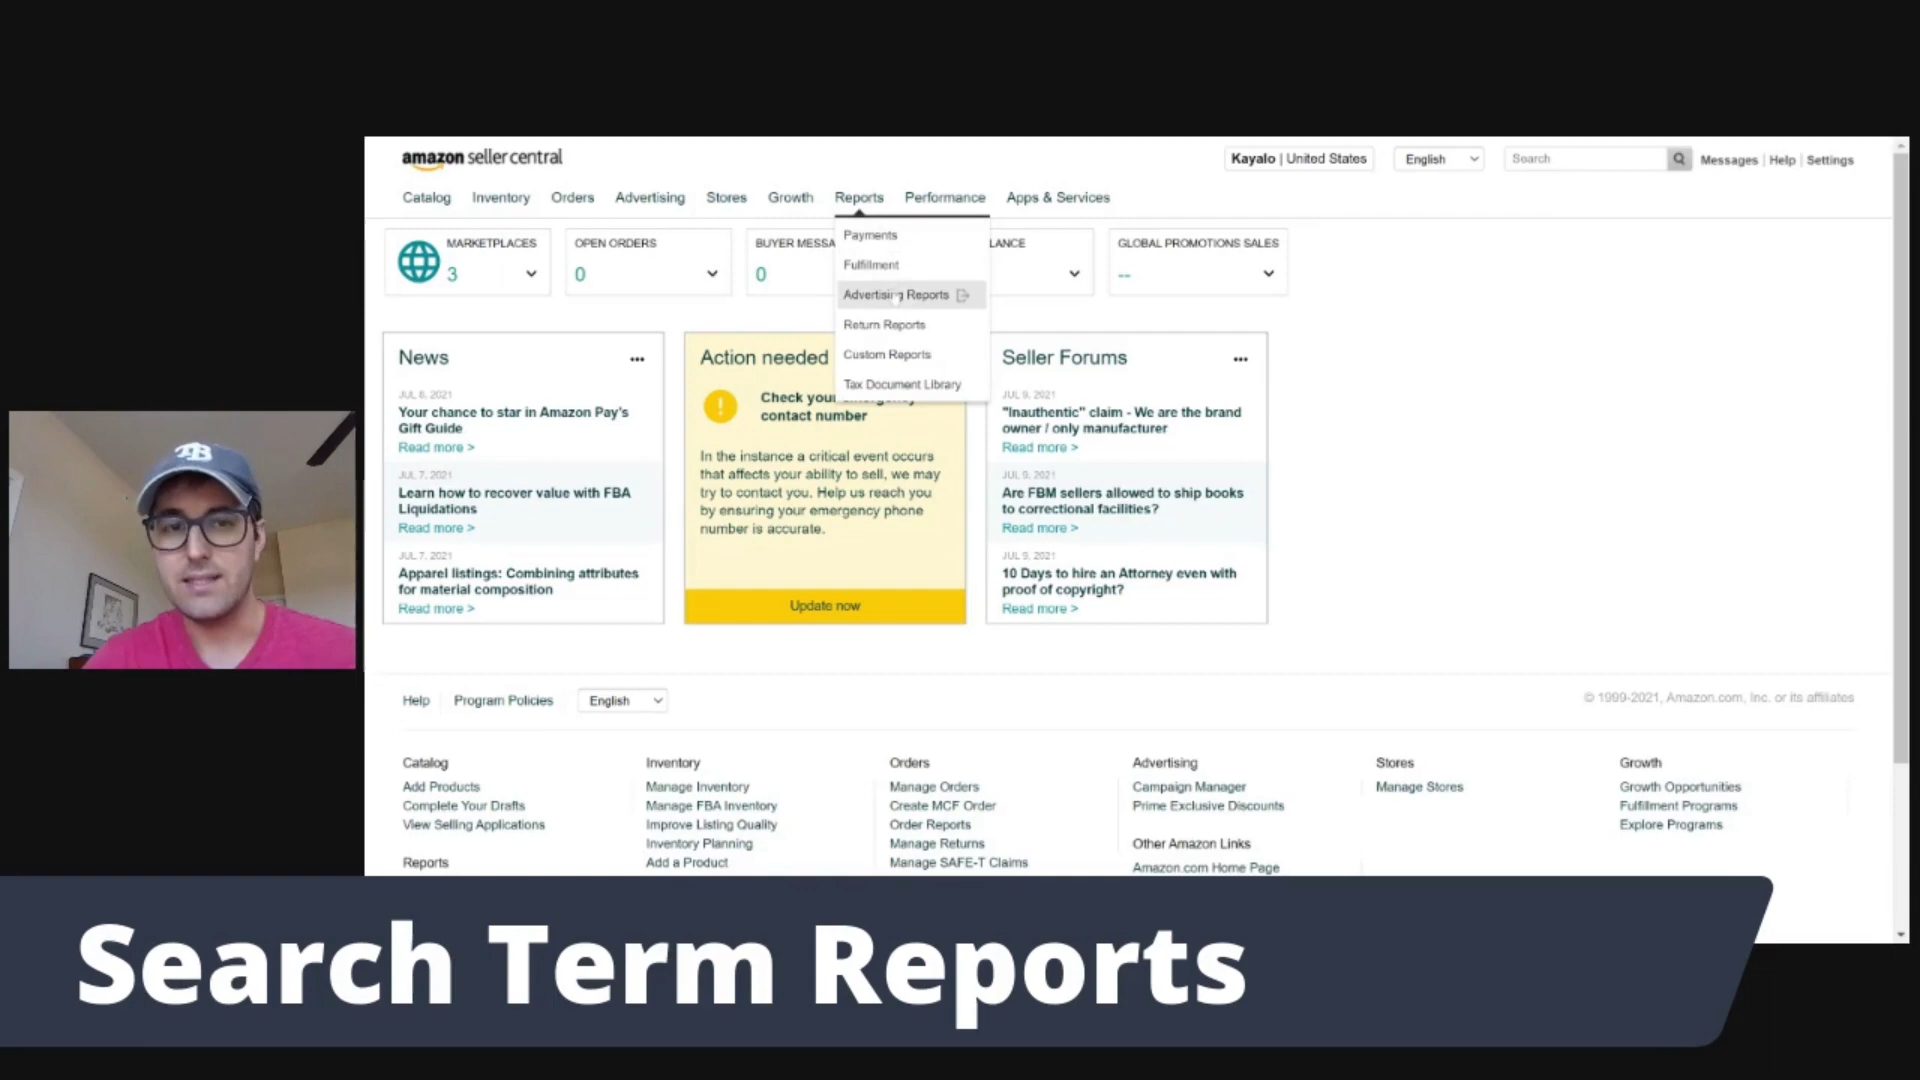 amazon seller central
Kayalo | United States
English
Search
Messages | Help | Settings
Catalog
Inventory
Orders
Advertising
Stores
Growth
Reports
Performance
Apps & Services
Payments
Fulfillment
Advertising Reports
Return Reports
Custom Reports
Tax Document Library
MARKETPLACES
3
OPEN ORDERS
0
BUYER MESSA
0
LANCE
GLOBAL PROMOTIONS SALES
--
News
JUL 8, 2021
Your chance to star in Amazon Pay's
Gift Guide
Read more >
JUL 7, 2021
Learn how to recover value with FBA
Liquidations
Read more >
JUL 7, 2021
Apparel listings: Combining attributes
for material composition
Read more >
Action needed
Check your
contact number
In the instance a critical event occurs
that affects your ability to sell, we may
try to contact you. Help us reach you
by ensuring your emergency phone
number is accurate.
Update now
Seller Forums
JUL 9, 2021
"Inauthentic" claim - We are the brand
owner / only manufacturer
Read more >
JUL 9, 2021
Are FBM sellers allowed to ship books
to correctional facilities?
Read more >
JUL 9, 2021
10 Days to hire an Attorney even with
proof of copyright?
Read more >
TB
Help
Program Policies
English
© 1999-2021, Amazon.com, Inc. or its affiliates
Catalog
Add Products
Complete Your Drafts
View Selling Applications
Reports
Inventory
Manage Inventory
Manage FBA Inventory
Improve Listing Quality
Inventory Planning
Add a Product
Orders
Manage Orders
Create MCF Order
Order Reports
Manage Returns
Manage SAFE-T Claims
Advertising
Campaign Manager
Prime Exclusive Discounts
Other Amazon Links
Amazon.com Home Page
Stores
Manage Stores
Growth
Growth Opportunities
Fulfillment Programs
Explore Programs
Search Term Reports